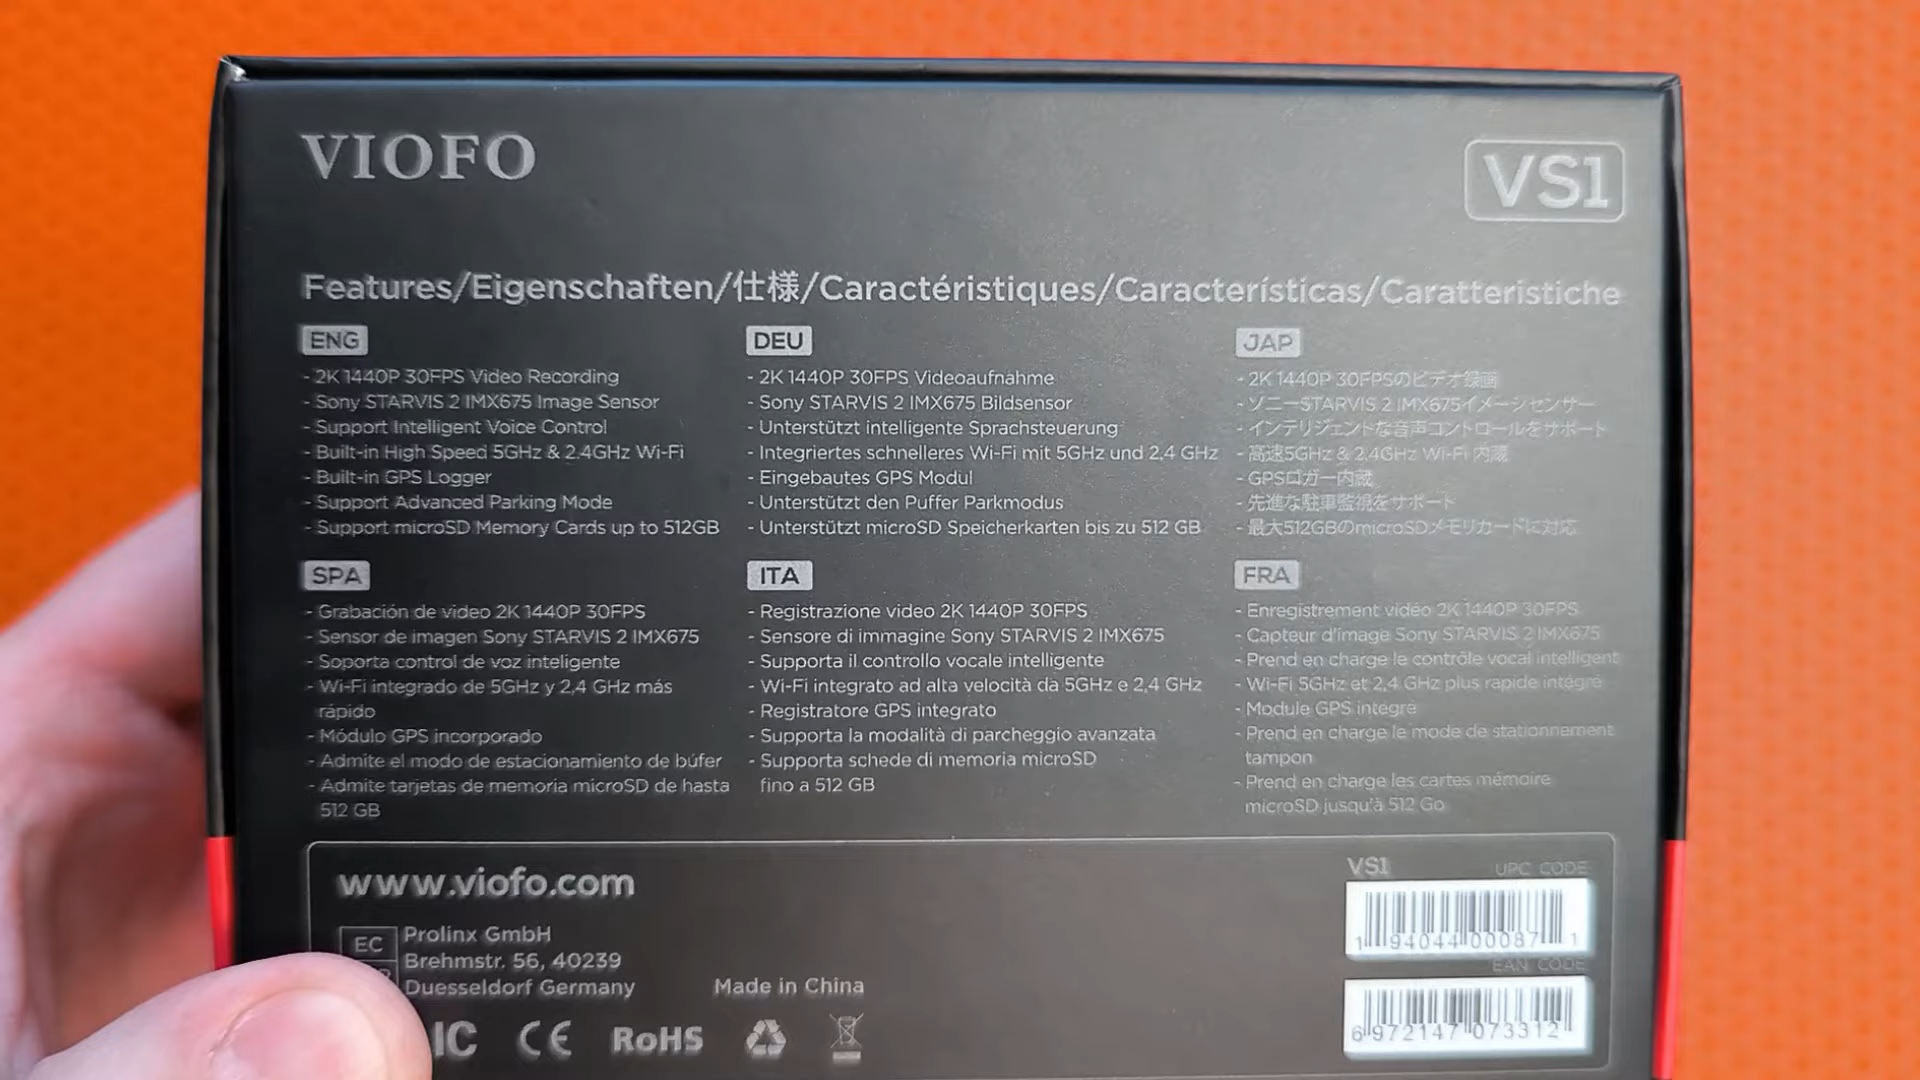 VIOFO
VS1
Features/Eigenschaften/仕様/Caractéristiques/Características/Caratteristiche
ENG
- 2K 1440P 30FPS Video Recording
- Sony STARVIS 2 IMX675 Image Sensor
- Support Intelligent Voice Control
- Built-in High Speed 5GHz & 2.4GHz Wi-Fi
- Built-in GPS Logger
- Support Advanced Parking Mode
- Support microSD Memory Cards up to 512GB
DEU
- 2K 1440P 30FPS Videoaufnahme
- Sony STARVIS 2 IMX675 Bildsensor
- Unterstützt intelligente Sprachsteuerung
- Integriertes schnelleres Wi-Fi mit 5GHz und 2,4 GHz
- Eingebautes GPS Modul
- Unterstützt den Puffer Parkmodus
- Unterstützt microSD Speicherkarten bis zu 512 GB
JAP
- 2K 1440P 30FPSのビデオ録画
- ソニーSTARVIS 2 IMX675イメージセンサー
- インテリジェントな音声コントロールをサポート
- 高速5GHz & 2.4GHz Wi-Fi 内蔵
- GPSロガー内蔵
- 先進な駐車監視をサポート
- 最大512GBのmicroSDメモリカードに対応
SPA
- Grabación de video 2K 1440P 30FPS
- Sensor de imagen Sony STARVIS 2 IMX675
- Soporta control de voz inteligente
- Wi-Fi integrado de 5GHz y 2,4 GHz más
rápido
- Módulo GPS incorporado
- Admite el modo de estacionamiento de búfer
- Admite tarjetas de memoria microSD de hasta
512 GB
ITA
- Registrazione video 2K 1440P 30FPS
- Sensore di immagine Sony STARVIS 2 IMX675
- Supporta il controllo vocale intelligente
- Wi-Fi integrato ad alta velocità da 5GHz e 2,4 GHz
- Registratore GPS integrato
- Supporta la modalità di parcheggio avanzata
- Supporta schede di memoria microSD
fino a 512 GB
FRA
- Enregistrement vidéo 2K 1440P 30FPS
- Capteur d'image Sony STARVIS 2 IMX675
- Prend en charge le contrôle vocal intelligent
- Wi-Fi 5GHz et 2,4 GHz plus rapide intégré
- Module GPS intégré
- Prend en charge le mode de stationnement
tampon
- Prend en charge les cartes mémoire
microSD jusqu'à 512 Go
www.viofo.com
EC
Prolinx GmbH
Brehmstr. 56, 40239
Duesseldorf Germany
Made in China
IC CE RoHS
VS1 UPC CODE
1 94044 00087 1
EAN CODE
6 972147 073312